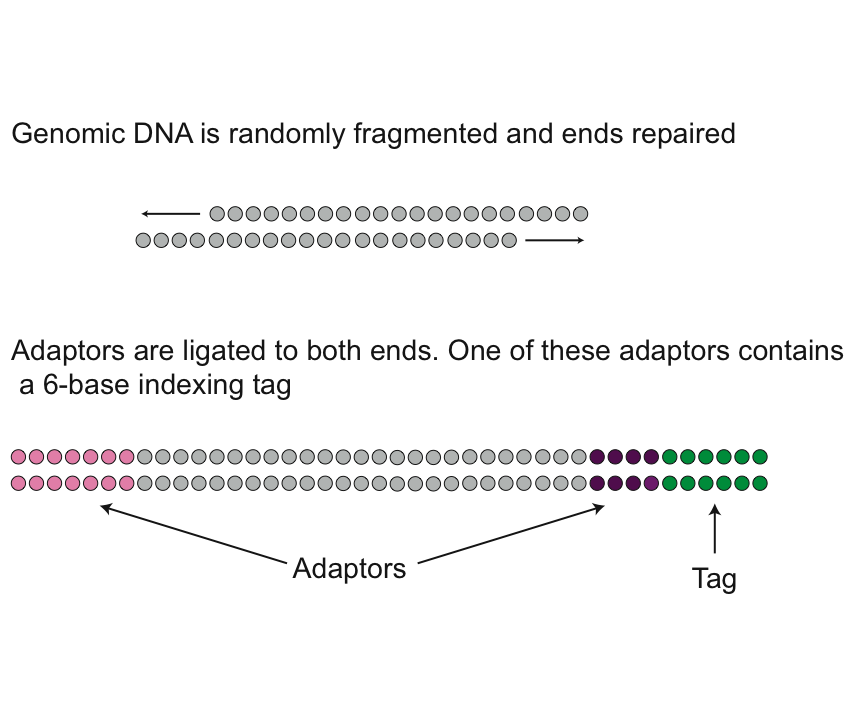 Genomic DNA is randomly fragmented and ends repaired
Adaptors are ligated to both ends. One of these adaptors contains
a 6-base indexing tag
Adaptors
Tag